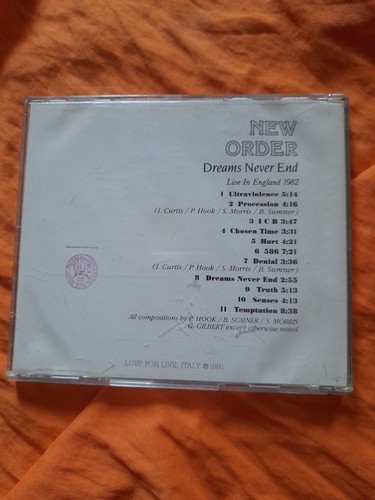 NEW
ORDER
Dreams Never End
Live In England 1982
1 Ultraviolence 5:14
2 Procession 4:16
(I. Curtis / P. Hook / S. Morris / B. Sumner)
3 I C B 3:47
4 Chosen Time 3:31
5 Hurt 4:21
6 586 7:21
7 Denial 3:36
(I. Curtis / P. Hook / S. Morris / B. Sumner)
8 Dreams Never End 2:55
9 Truth 5:13
10 Senses 4:13
11 Temptation 8:38
All compositions by P. HOOK / B. SUMNER / S. MORRIS
G. GILBERT except otherwise noted
LUST FOR LIVE, ITALY